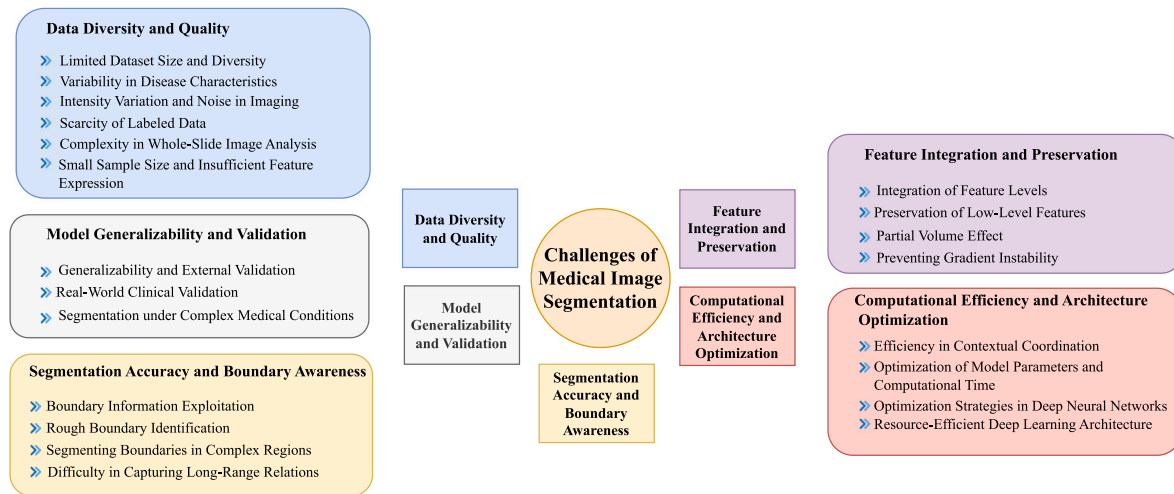 Data Diversity and Quality
Limited Dataset Size and Diversity
Variability in Disease Characteristics
Intensity Variation and Noise in Imaging
Scarcity of Labeled Data
Complexity in Whole-Slide Image Analysis
Small Sample Size and Insufficient Feature
Expression
Model Generalizability and Validation
Generalizability and External Validation
Real-World Clinical Validation
Segmentation under Complex Medical Conditions
Segmentation Accuracy and Boundary Awareness
Boundary Information Exploitation
Rough Boundary Identification
Segmenting Boundaries in Complex Regions
Difficulty in Capturing Long-Range Relations
Data Diversity
and Quality
Model
Generalizability
and Validation
Challenges of
Medical Image
Segmentation
Segmentation
Accuracy and
Boundary
Awareness
Feature
Integration and
Preservation
Computational
Efficiency and
Architecture
Optimization
Feature Integration and Preservation
Integration of Feature Levels
Preservation of Low-Level Features
Partial Volume Effect
Preventing Gradient Instability
Computational Efficiency and Architecture
Optimization
Efficiency in Contextual Coordination
Optimization of Model Parameters and
Computational Time
Optimization Strategies in Deep Neural Networks
Resource-Efficient Deep Learning Architecture